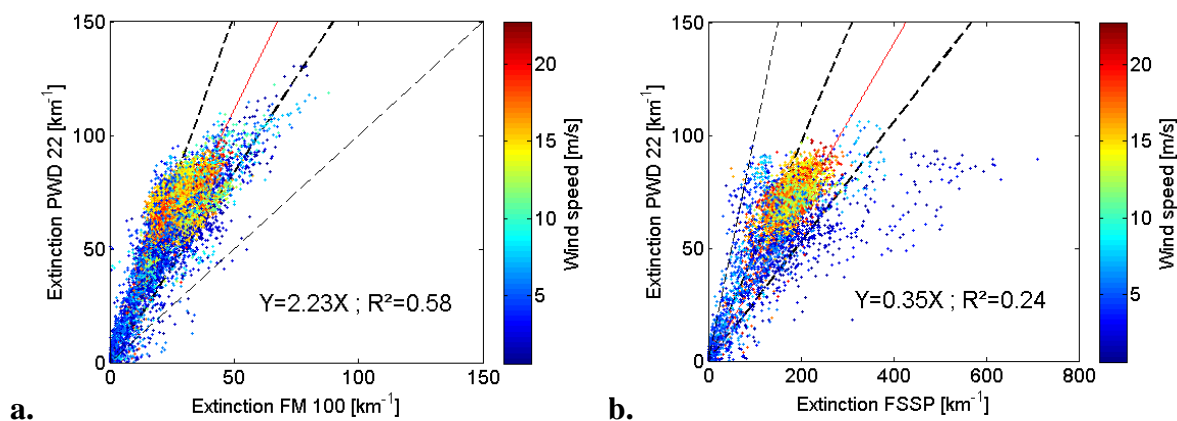 150
100
50
0
Extinction PWD 22 [km⁻¹]
0 50 100 150
Extinction FM 100 [km⁻¹]
Y=2.23X ; R²=0.58
20
15
10
5
Wind speed [m/s]
a.
150
100
50
0
Extinction PWD 22 [km⁻¹]
0 200 400 600 800
Extinction FSSP [km⁻¹]
Y=0.35X ; R²=0.24
20
15
10
5
Wind speed [m/s]
b.